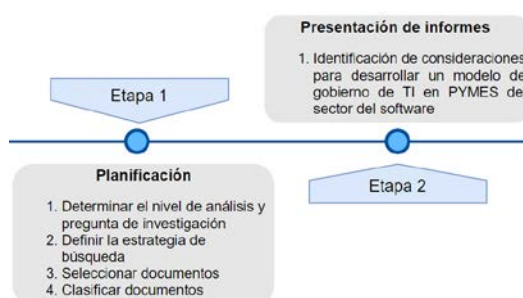 Etapa 1
Planificación
1. Determinar el nivel de análisis y
pregunta de investigación
2. Definir la estrategia de
búsqueda
3. Seleccionar documentos
4. Clasificar documentos
Presentación de informes
1. Identificación de consideraciones
para desarrollar un modelo de
gobierno de TI en PYMES de
sector del software
Etapa 2